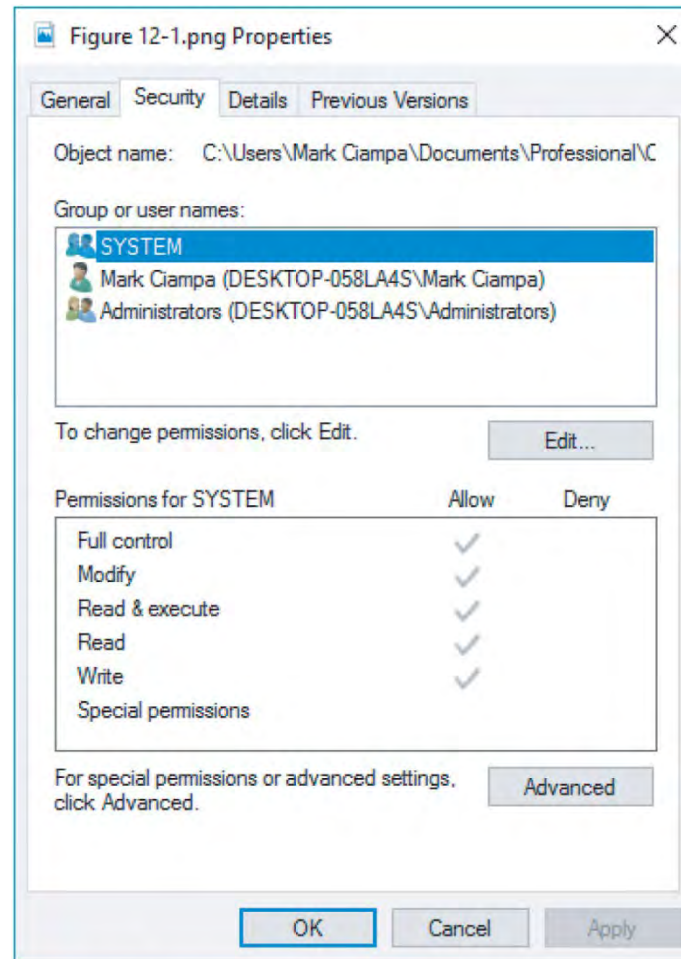 Figure 12-1.png Properties
General Security Details Previous Versions
Object name: C:\Users\Mark Ciampa\Documents\Professional\C
Group or user names:
SYSTEM
Mark Ciampa (DESKTOP-058LA4S\Mark Ciampa)
Administrators (DESKTOP-058LA4S\Administrators)
To change permissions, click Edit.
Edit...
Permissions for SYSTEM Allow Deny
Full control
Modify
Read & execute
Read
Write
Special permissions
For special permissions or advanced settings,
click Advanced.
Advanced
OK Cancel Apply